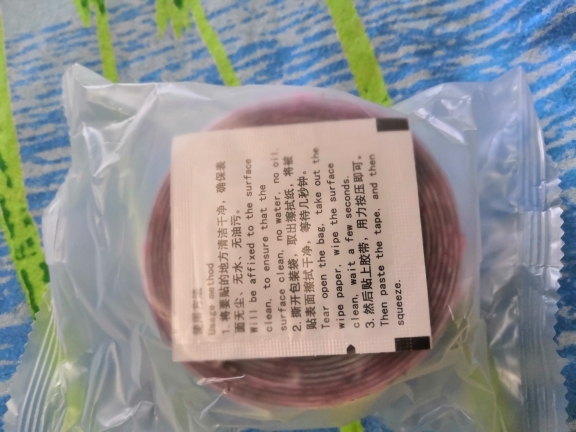 使用方法
Usage method
1. 将要贴的地方清洁干净，确保表
面无尘、无水、无油污。
Will be affixed to the surface
clean, to ensure that the
surface clean, no water, no oil.
2. 撕开包装袋，取出擦拭纸，将被
贴表面擦拭干净，等待几秒钟。
Tear open the bag, take out the
wipe paper, wipe the surface
clean, wait a few seconds.
3. 然后贴上胶带，用力按压即可。
Then paste the tape, and then
squeeze.